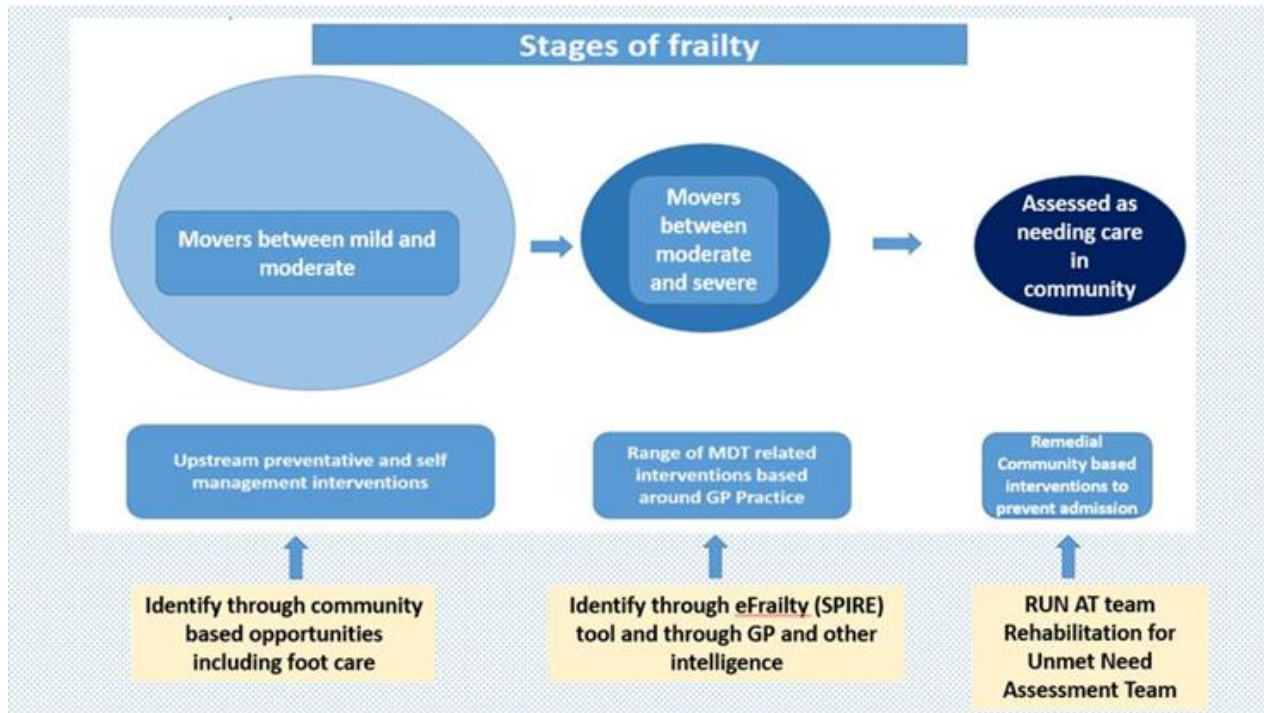 Stages of frailty
Movers between mild and
moderate
Movers
between
moderate
and severe
Assessed as
needing care
in
community
Upstream preventative and self
management interventions
Range of MDT related
interventions based
around GP Practice
Remedial
Community based
interventions to
prevent admission
Identify through community
based opportunities
including foot care
Identify through eFrailty (SPIRE)
tool and through GP and other
intelligence
RUN AT team
Rehabilitation for
Unmet Need
Assessment Team